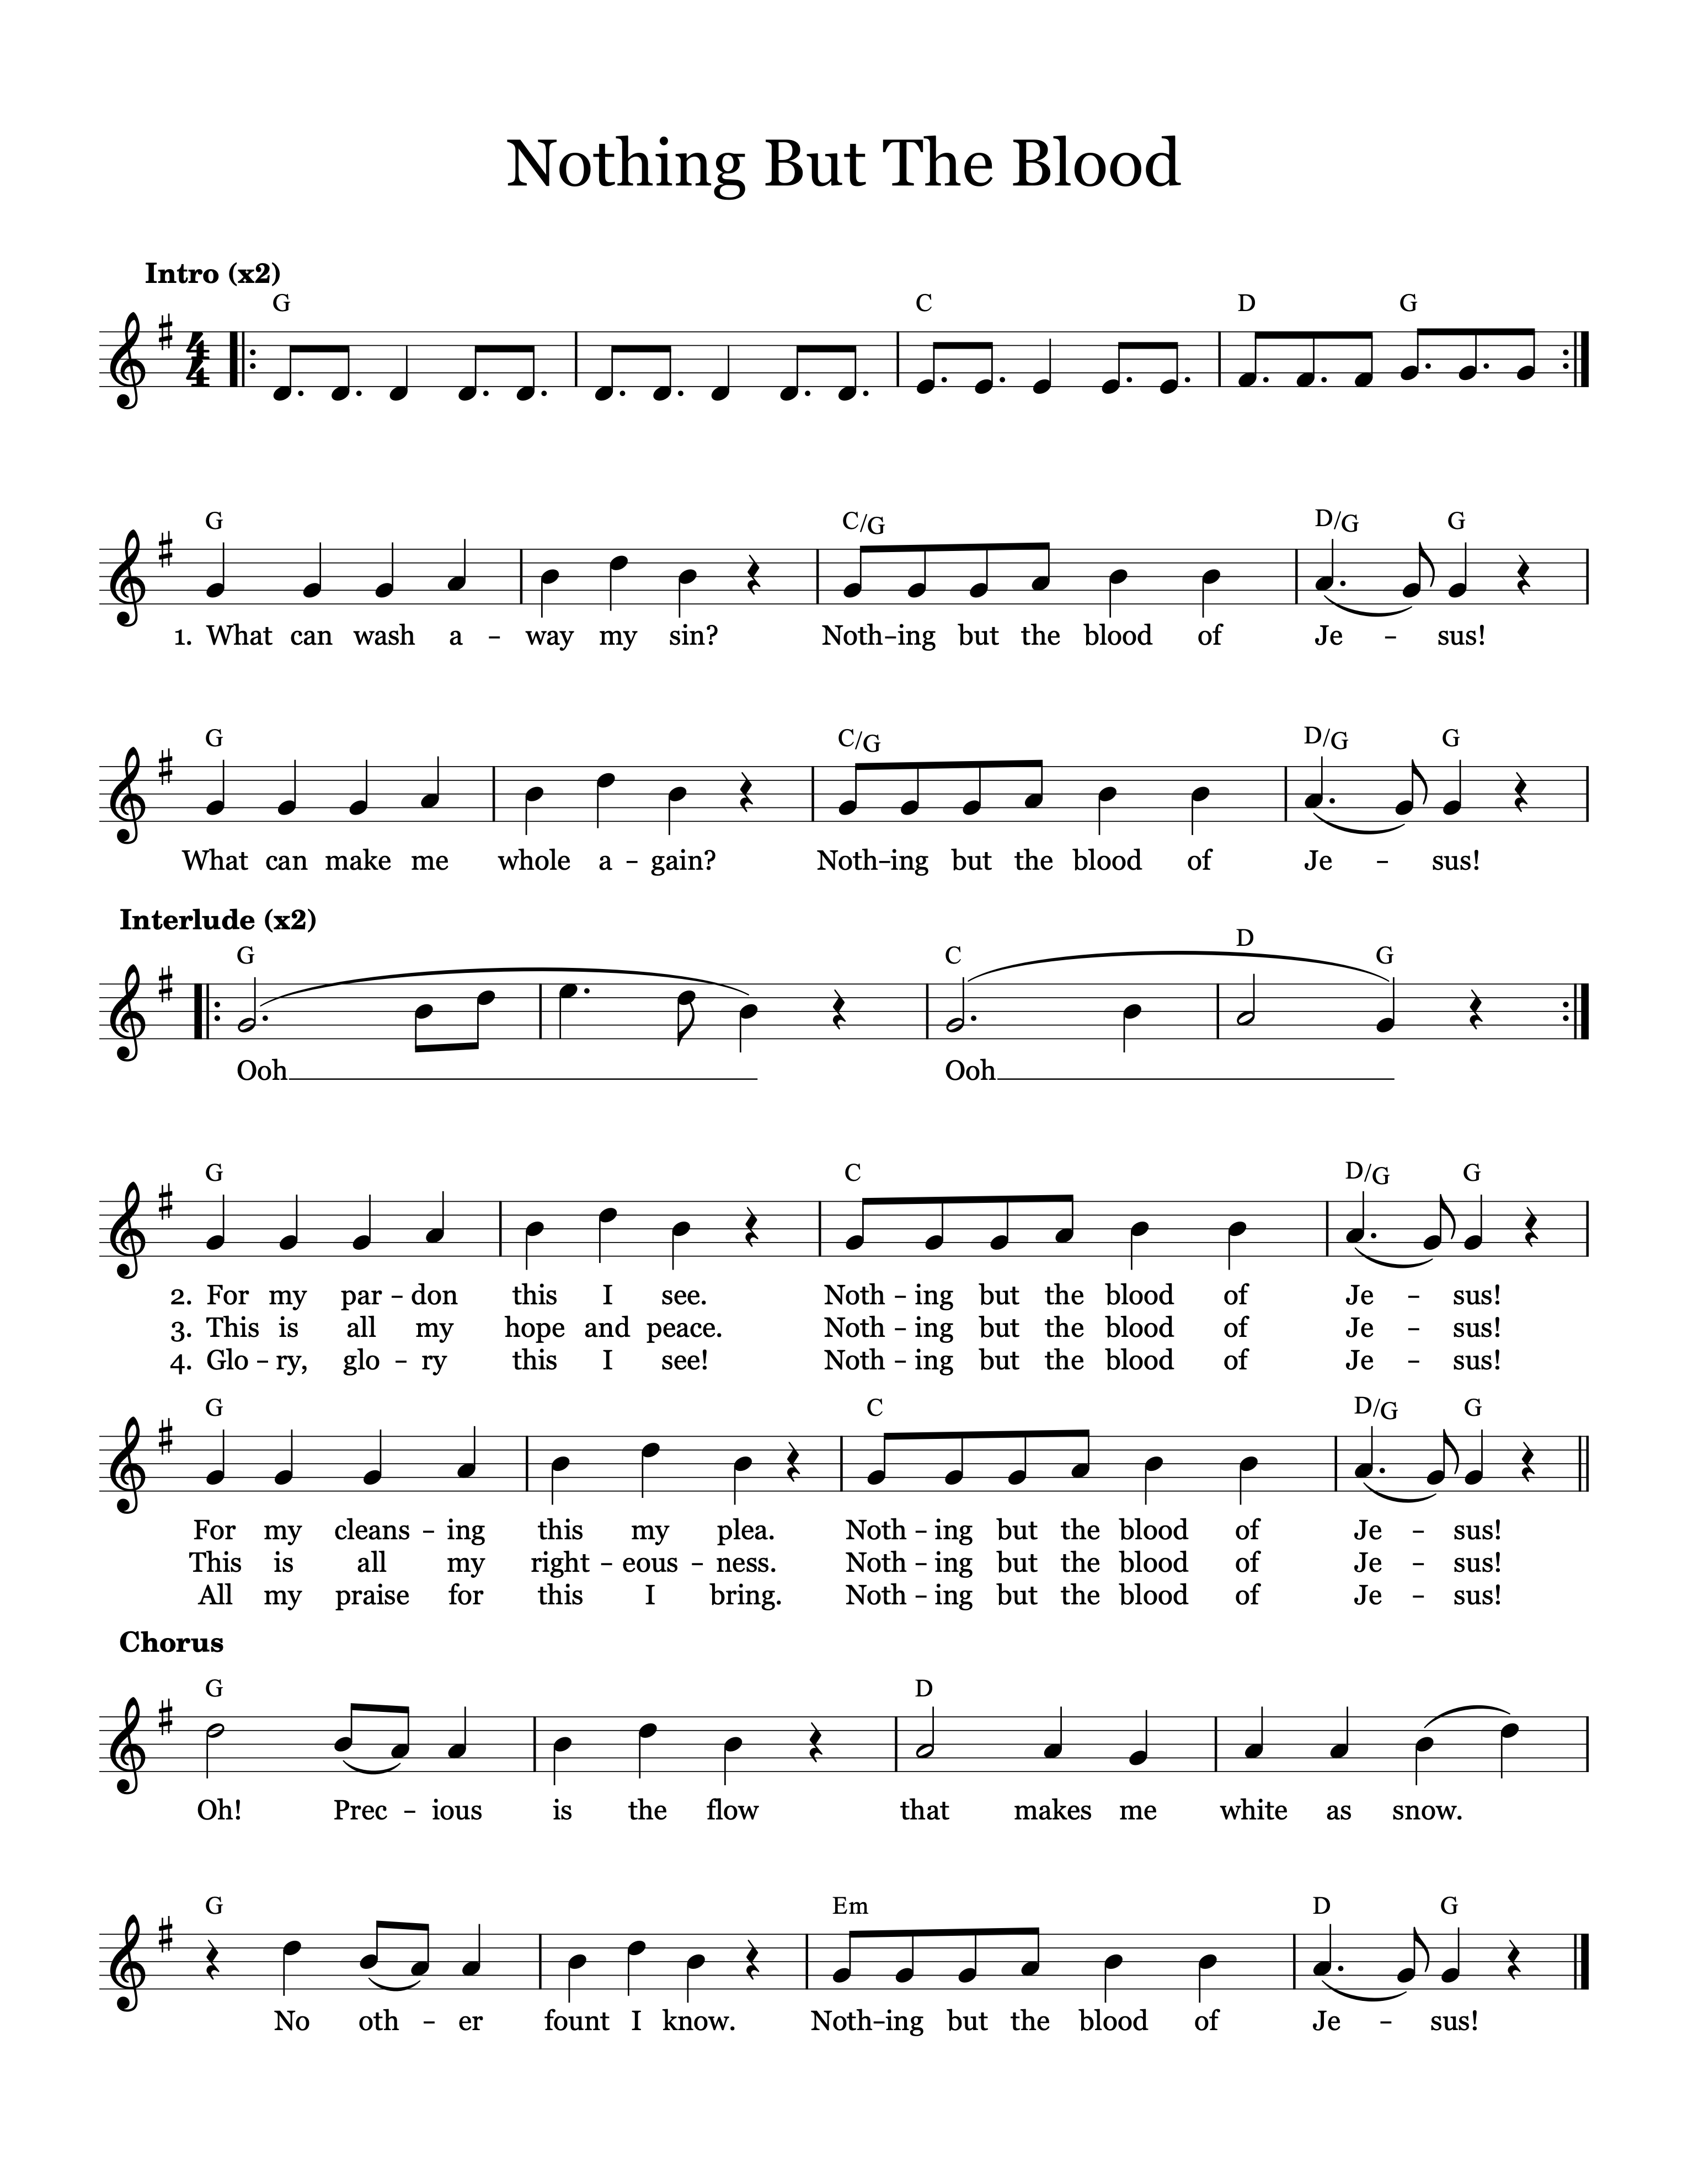 Nothing But The Blood
Intro (x2)
G C D G
4
4
G C/G D/G G
1. What can wash a – way my sin? Noth–ing but the blood of Je – sus!
G C/G D/G G
What can make me whole a – gain? Noth–ing but the blood of Je – sus!
Interlude (x2)
G C D G
Ooh Ooh
G C D/G G
2. For my par – don this I see. Noth – ing but the blood of Je – sus!
3. This is all my hope and peace. Noth – ing but the blood of Je – sus!
4. Glo – ry, glo – ry this I see! Noth – ing but the blood of Je – sus!
G C D/G G
For my cleans – ing this my plea. Noth – ing but the blood of Je – sus!
This is all my right – eous – ness. Noth – ing but the blood of Je – sus!
All my praise for this I bring. Noth – ing but the blood of Je – sus!
Chorus
G D
Oh! Prec – ious is the flow that makes me white as snow.
G Em D G
No oth – er fount I know. Noth–ing but the blood of Je – sus!